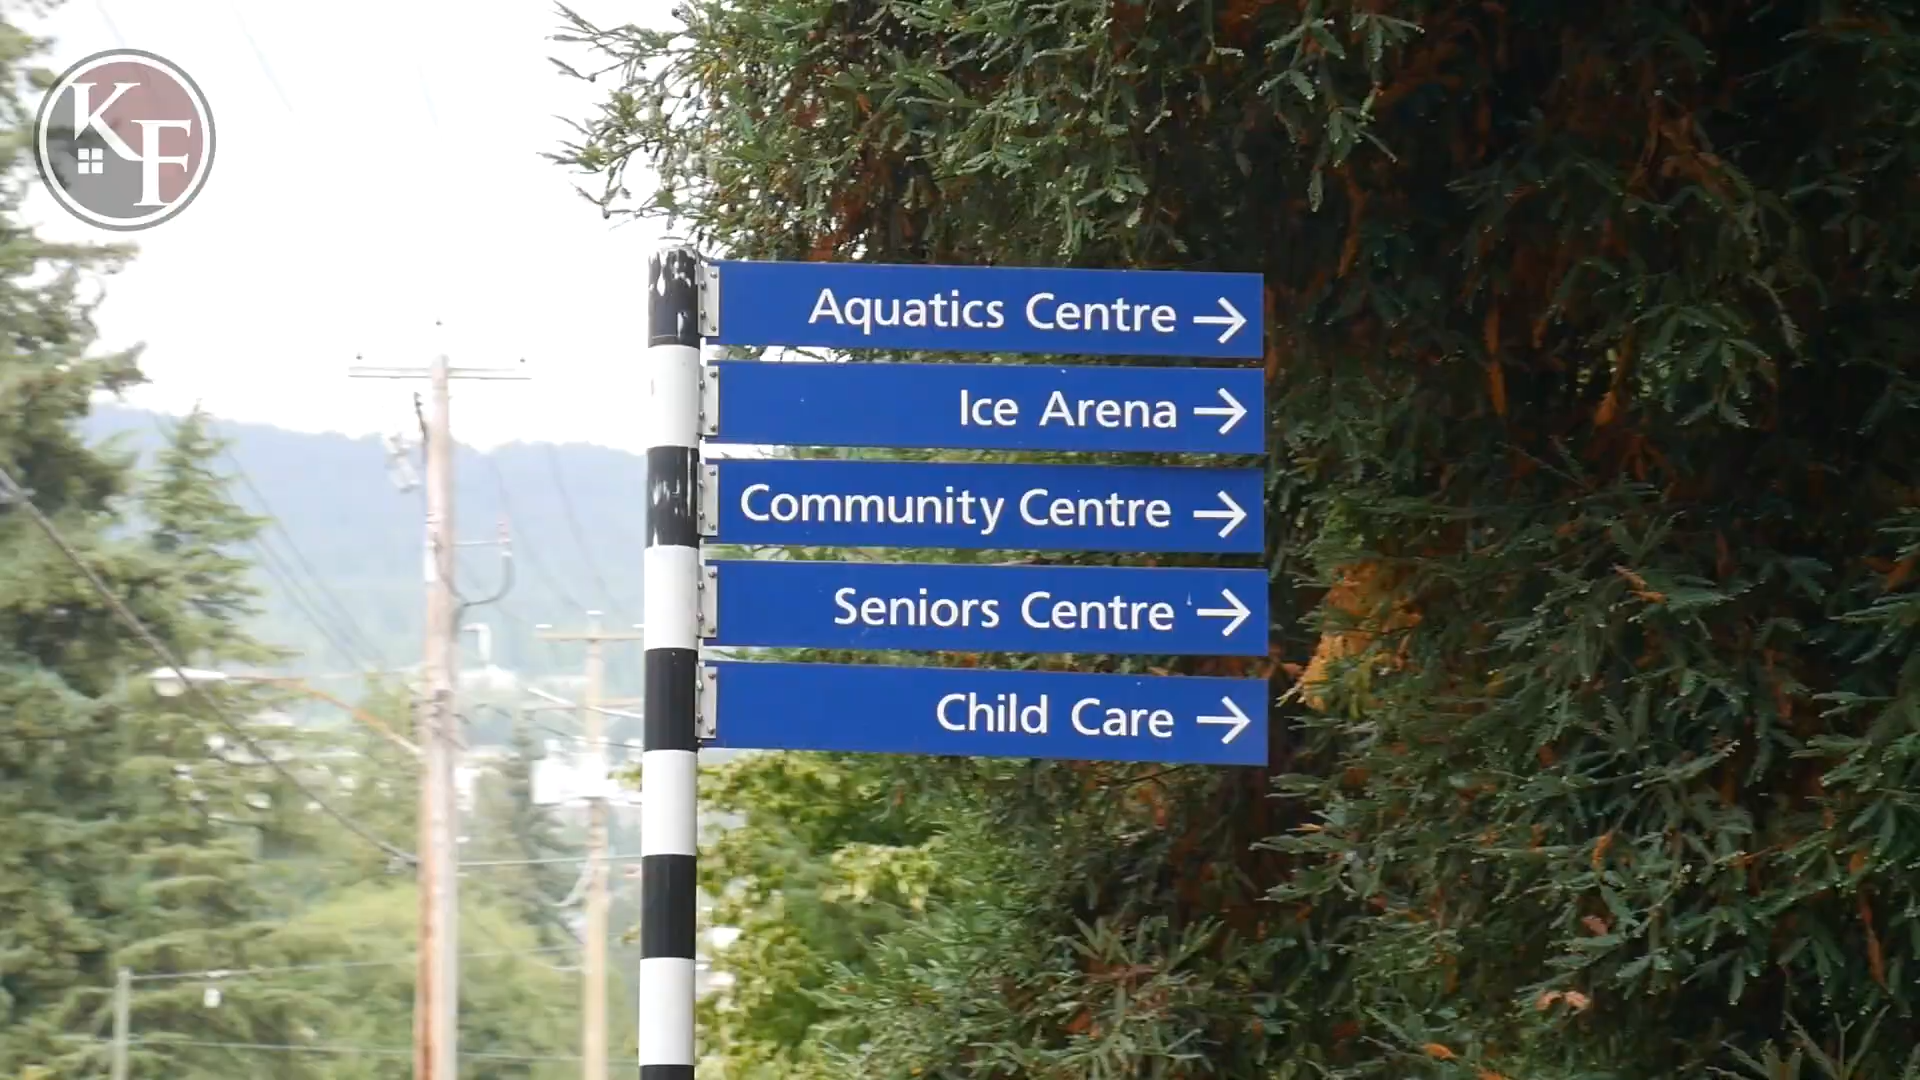 KF
Aquatics Centre →
Ice Arena →
Community Centre →
Seniors Centre →
Child Care →